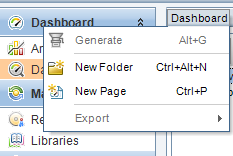 Dashboard
Dashboard
Generate Alt+G
New Folder Ctrl+Alt+N
New Page Ctrl+P
Export
Libraries